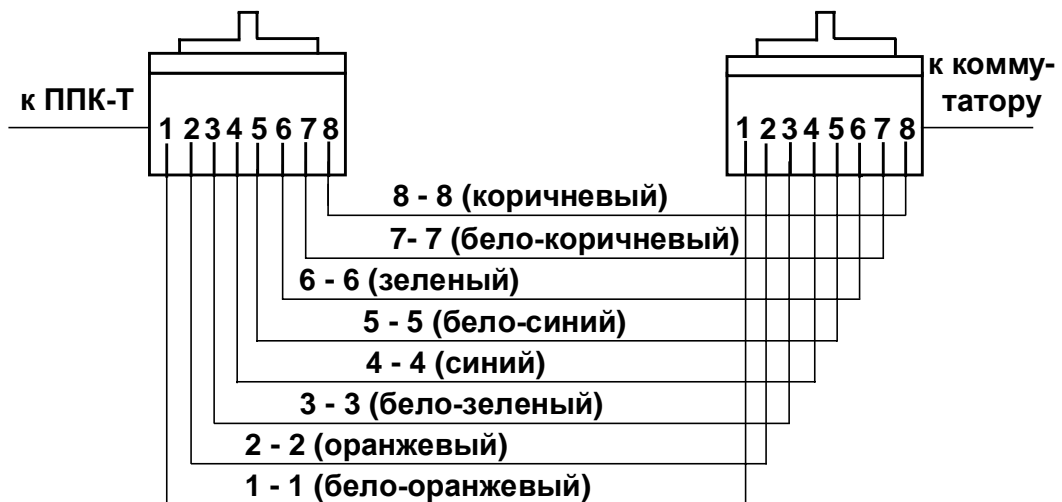 к ППК-Т
1 2 3 4 5 6 7 8
к комму-
татору
1 2 3 4 5 6 7 8
8 - 8 (коричневый)
7- 7 (бело-коричневый)
6 - 6 (зеленый)
5 - 5 (бело-синий)
4 - 4 (синий)
3 - 3 (бело-зеленый)
2 - 2 (оранжевый)
1 - 1 (бело-оранжевый)